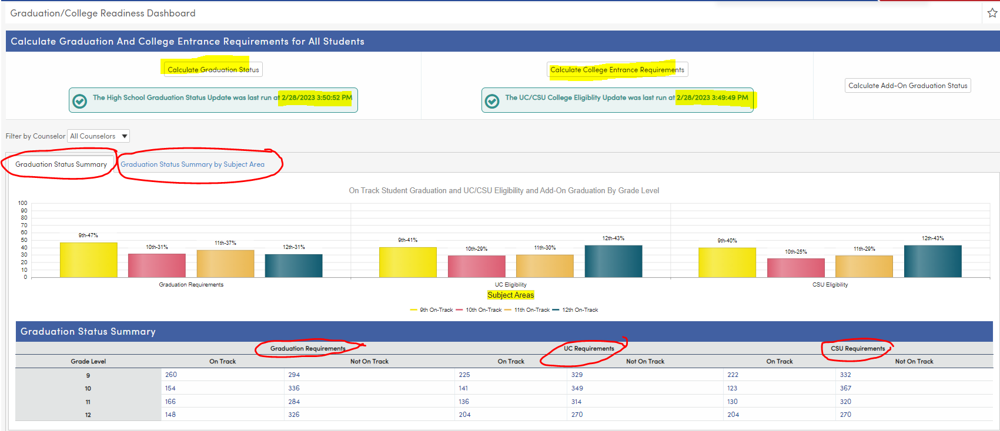 Graduation/College Readiness Dashboard
Calculate Graduation And College Entrance Requirements for All Students
Calculate Graduation Status
Calculate College Entrance Requirements
Calculate Add-On Graduation Status
The High School Graduation Status Update was last run at 2/28/2023 3:50:52 PM
The UC/CSU College Eligiblity Update was last run at 2/28/2023 3:49:49 PM
Filter by Counselor All Counselors
Graduation Status Summary Graduation Status Summary by Subject Area
On Track Student Graduation and UC/CSU Eligibility and Add-On Graduation By Grade Level
100
90
80
70
60
50
40
30
20
10
0
9th-47% 10th-31% 11th-37% 12th-31%
9th-41% 10th-29% 11th-30% 12th-43%
9th-40% 10th-25% 11th-29% 12th-43%
Graduation Requirements UC Eligibility CSU Eligibility
Subject Areas
9th On-Track 10th On-Track 11th On-Track 12th On-Track
Graduation Status Summary
Graduation Requirements UC Requirements CSU Requirements
Grade Level On Track Not On Track On Track Not On Track On Track Not On Track
9 260 294 225 329 222 332
10 154 336 141 349 123 367
11 166 284 136 314 130 320
12 148 326 204 270 204 270